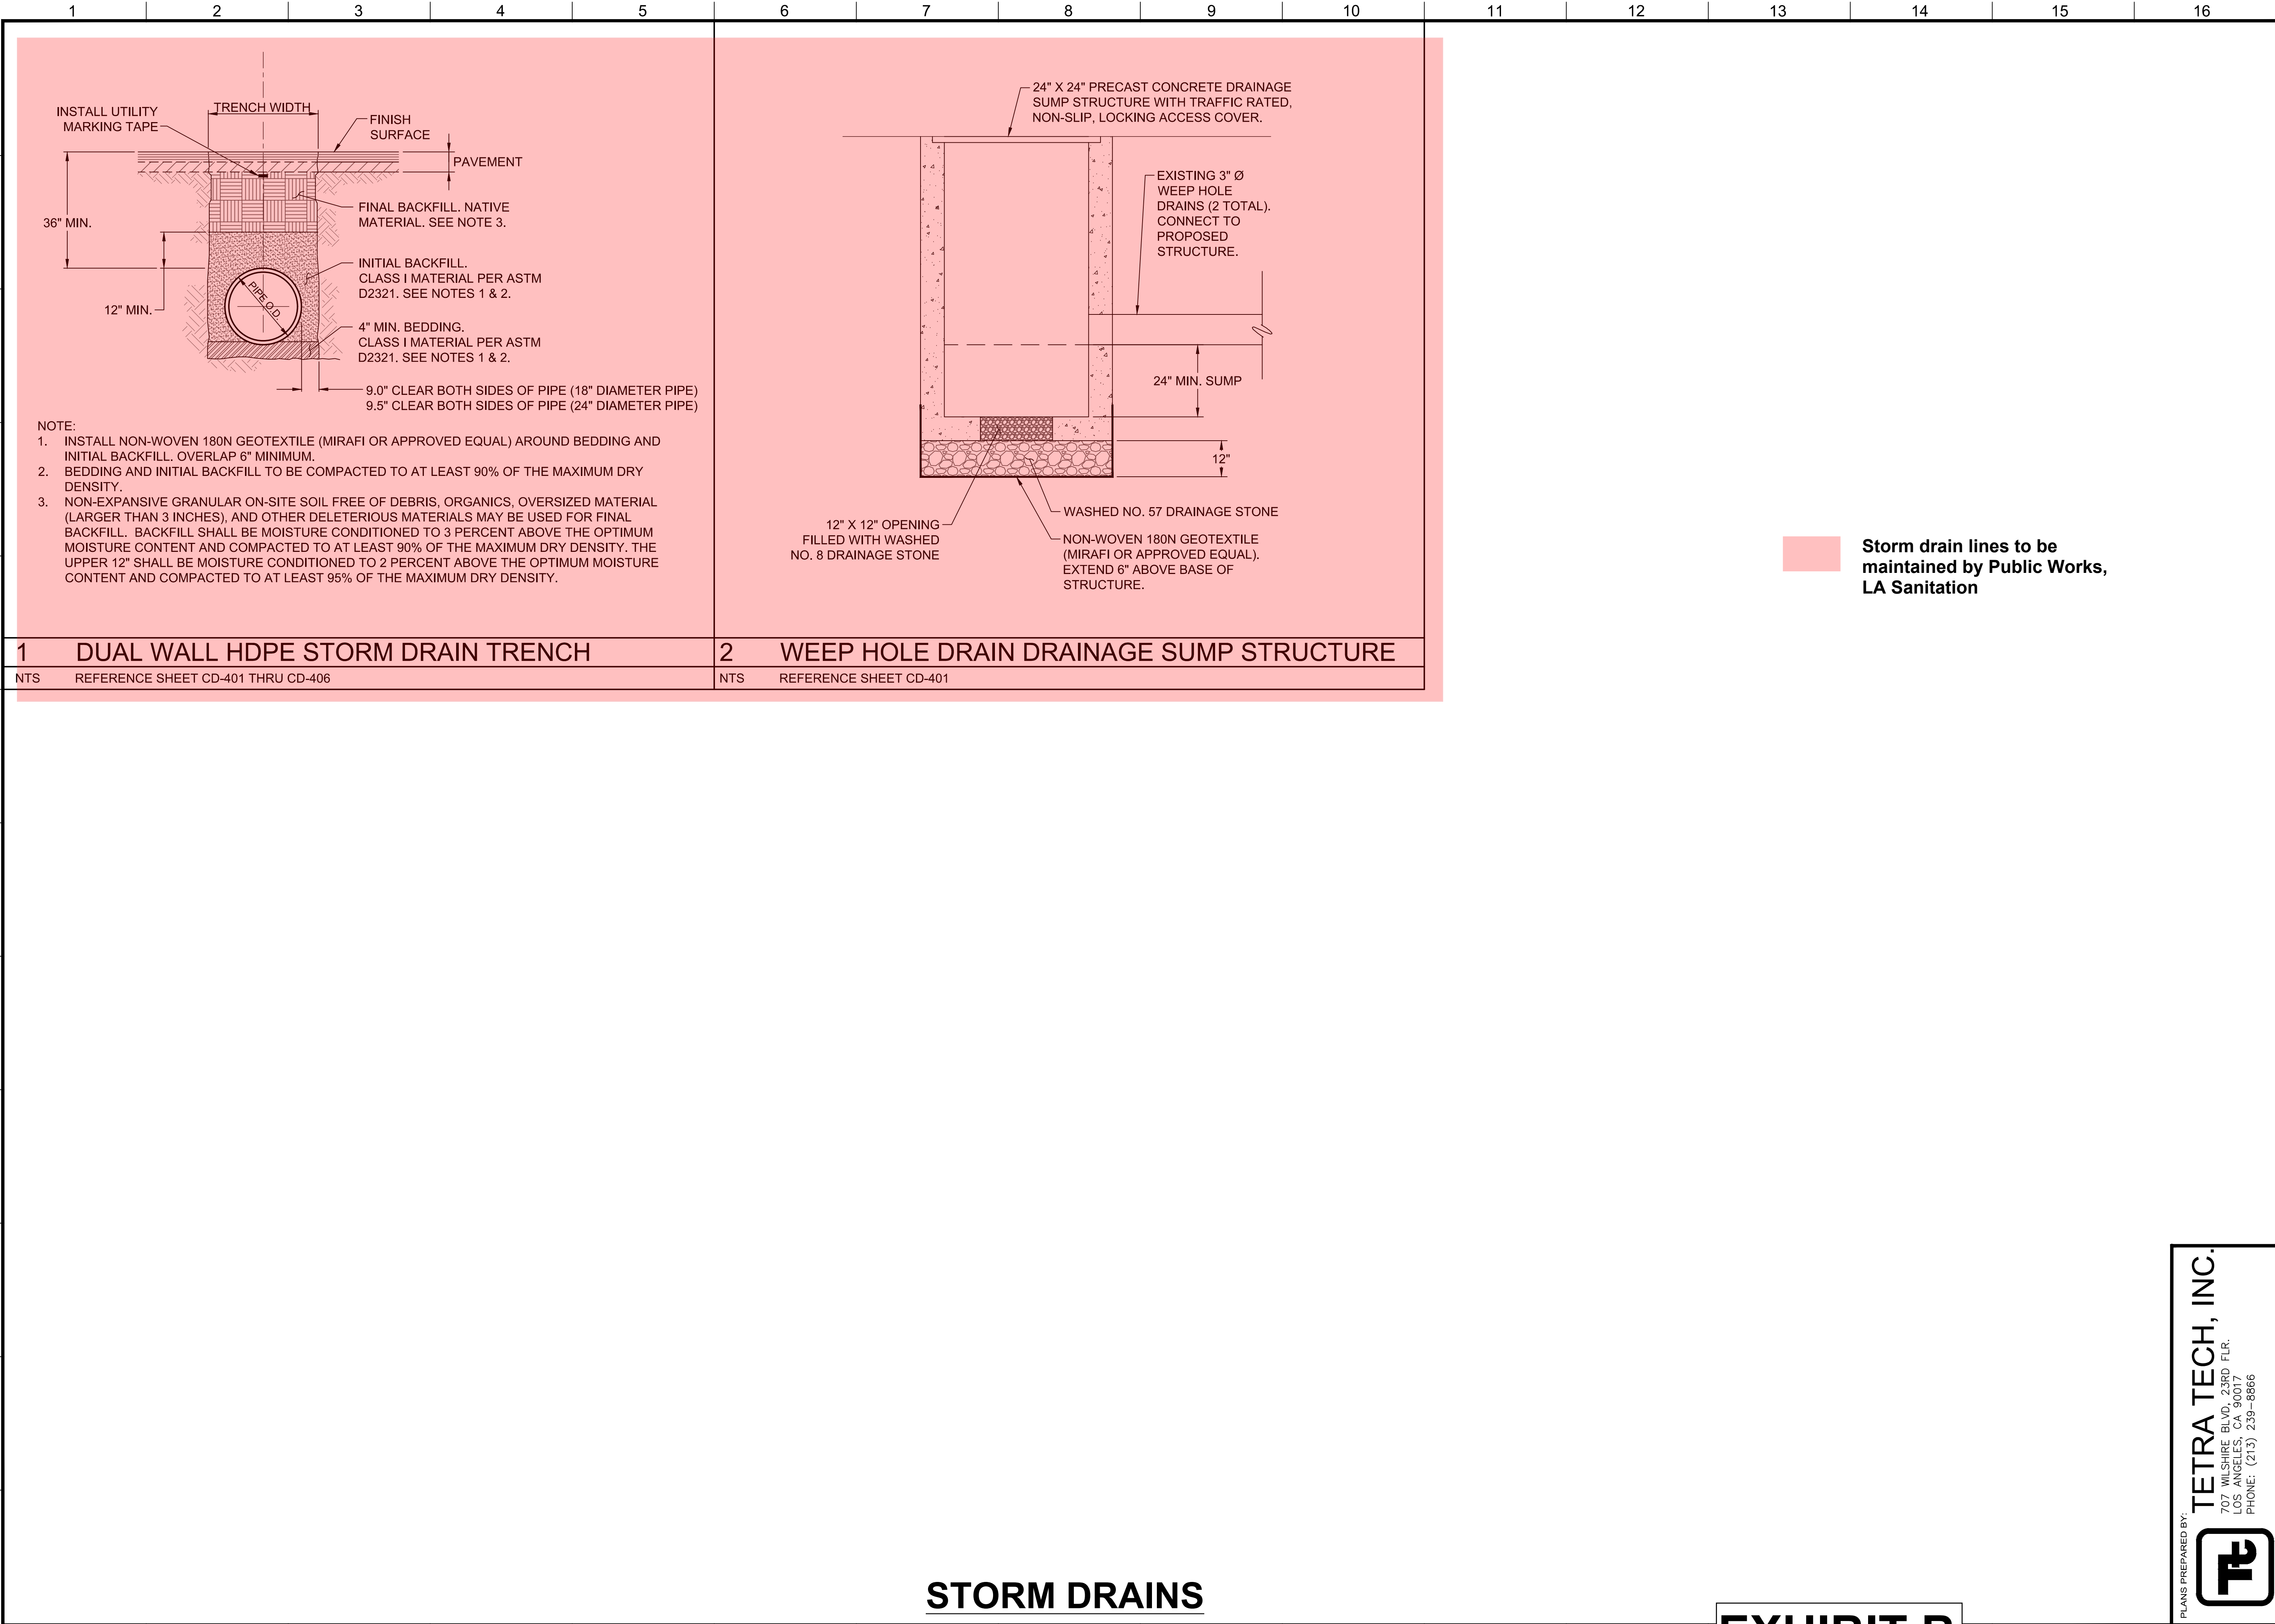 1 2 3 4 5 6 7 8 9 10 11 12 13 14 15 16
INSTALL UTILITY
MARKING TAPE
TRENCH WIDTH
FINISH
SURFACE
PAVEMENT
36" MIN.
FINAL BACKFILL. NATIVE
MATERIAL. SEE NOTE 3.
INITIAL BACKFILL.
CLASS I MATERIAL PER ASTM
D2321. SEE NOTES 1 & 2.
PIPE O.D.
12" MIN.
4" MIN. BEDDING.
CLASS I MATERIAL PER ASTM
D2321. SEE NOTES 1 & 2.
9.0" CLEAR BOTH SIDES OF PIPE (18" DIAMETER PIPE)
9.5" CLEAR BOTH SIDES OF PIPE (24" DIAMETER PIPE)
NOTE:
1. INSTALL NON-WOVEN 180N GEOTEXTILE (MIRAFI OR APPROVED EQUAL) AROUND BEDDING AND
INITIAL BACKFILL. OVERLAP 6" MINIMUM.
2. BEDDING AND INITIAL BACKFILL TO BE COMPACTED TO AT LEAST 90% OF THE MAXIMUM DRY
DENSITY.
3. NON-EXPANSIVE GRANULAR ON-SITE SOIL FREE OF DEBRIS, ORGANICS, OVERSIZED MATERIAL
(LARGER THAN 3 INCHES), AND OTHER DELETERIOUS MATERIALS MAY BE USED FOR FINAL
BACKFILL. BACKFILL SHALL BE MOISTURE CONDITIONED TO 3 PERCENT ABOVE THE OPTIMUM
MOISTURE CONTENT AND COMPACTED TO AT LEAST 90% OF THE MAXIMUM DRY DENSITY. THE
UPPER 12" SHALL BE MOISTURE CONDITIONED TO 2 PERCENT ABOVE THE OPTIMUM MOISTURE
CONTENT AND COMPACTED TO AT LEAST 95% OF THE MAXIMUM DRY DENSITY.
1 DUAL WALL HDPE STORM DRAIN TRENCH
NTS REFERENCE SHEET CD-401 THRU CD-406
24" X 24" PRECAST CONCRETE DRAINAGE
SUMP STRUCTURE WITH TRAFFIC RATED,
NON-SLIP, LOCKING ACCESS COVER.
EXISTING 3" Ø
WEEP HOLE
DRAINS (2 TOTAL).
CONNECT TO
PROPOSED
STRUCTURE.
24" MIN. SUMP
12"
12" X 12" OPENING
FILLED WITH WASHED
NO. 8 DRAINAGE STONE
WASHED NO. 57 DRAINAGE STONE
NON-WOVEN 180N GEOTEXTILE
(MIRAFI OR APPROVED EQUAL).
EXTEND 6" ABOVE BASE OF
STRUCTURE.
2 WEEP HOLE DRAIN DRAINAGE SUMP STRUCTURE
NTS REFERENCE SHEET CD-401
Storm drain lines to be
maintained by Public Works,
LA Sanitation
PLANS PREPARED BY:
TETRA TECH, INC.
707 WILSHIRE BLVD, 23RD FLR.
LOS ANGELES, CA 90017
PHONE: (213) 239-8866
Tt
STORM DRAINS
EXHIBIT B